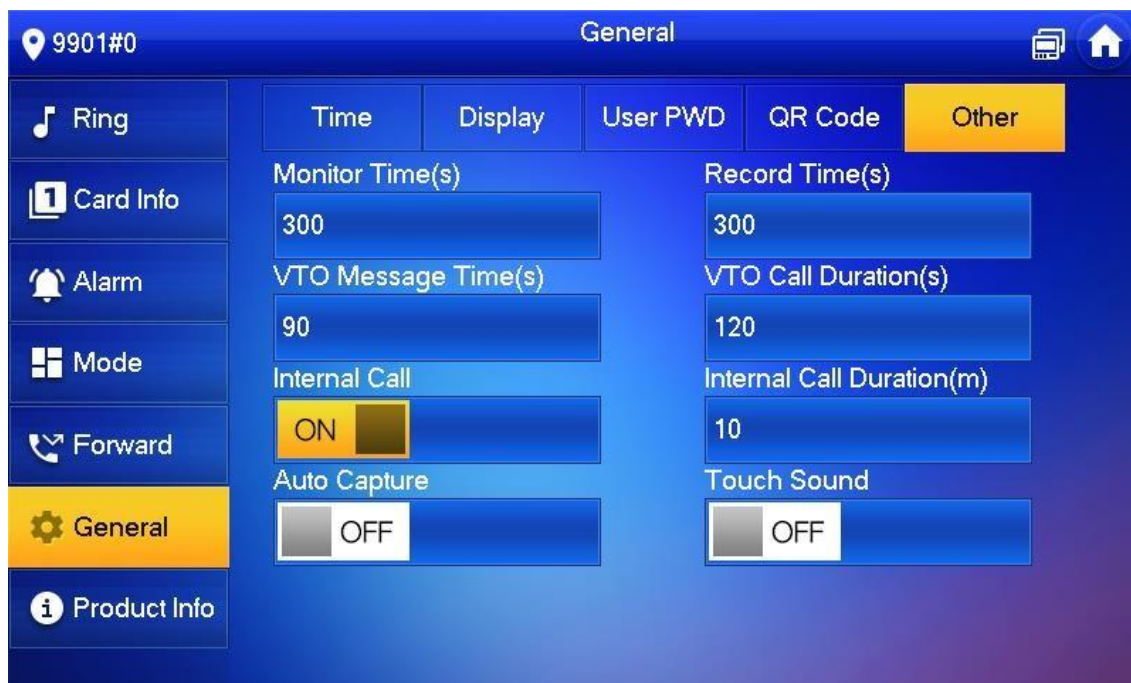 9901#0
General
Ring
Card Info
Alarm
Mode
Forward
General
Product Info
Time
Display
User PWD
QR Code
Other
Monitor Time(s)
300
Record Time(s)
300
VTO Message Time(s)
90
VTO Call Duration(s)
120
Internal Call
ON
Internal Call Duration(m)
10
Auto Capture
OFF
Touch Sound
OFF